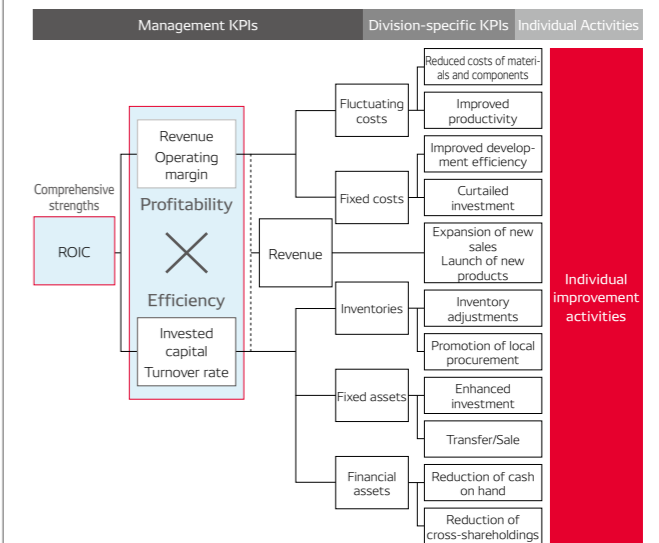 Management KPIs
Division-specific KPIs
Individual Activities
Comprehensive
strengths
ROIC
Revenue
Operating
margin
Profitability
Efficiency
Invested
capital
Turnover rate
Fluctuating
costs
Fixed costs
Revenue
Inventories
Fixed assets
Financial
assets
Reduced costs of materi-
als and components
Improved
productivity
Improved develop-
ment efficiency
Curtailed
investment
Expansion of new
sales
Launch of new
products
Inventory
adjustments
Promotion of local
procurement
Enhanced
investment
Transfer/Sale
Reduction of cash
on hand
Reduction of
cross-shareholdings
Individual
improvement
activities